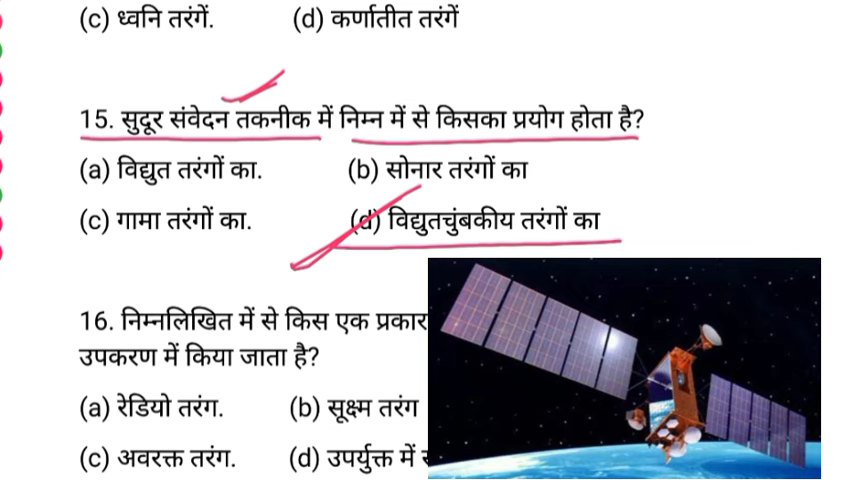 (c) ध्वनि तरंगें. (d) कर्णातीत तरंगें
15. सुदूर संवेदन तकनीक में निम्न में से किसका प्रयोग होता है?
(a) विद्युत तरंगों का. (b) सोनार तरंगों का
(c) गामा तरंगों का. (d) विद्युतचुंबकीय तरंगों का
16. निम्नलिखित में से किस एक प्रकार
उपकरण में किया जाता है?
(a) रेडियो तरंग. (b) सूक्ष्म तरंग
(c) अवरक्त तरंग. (d) उपर्युक्त में